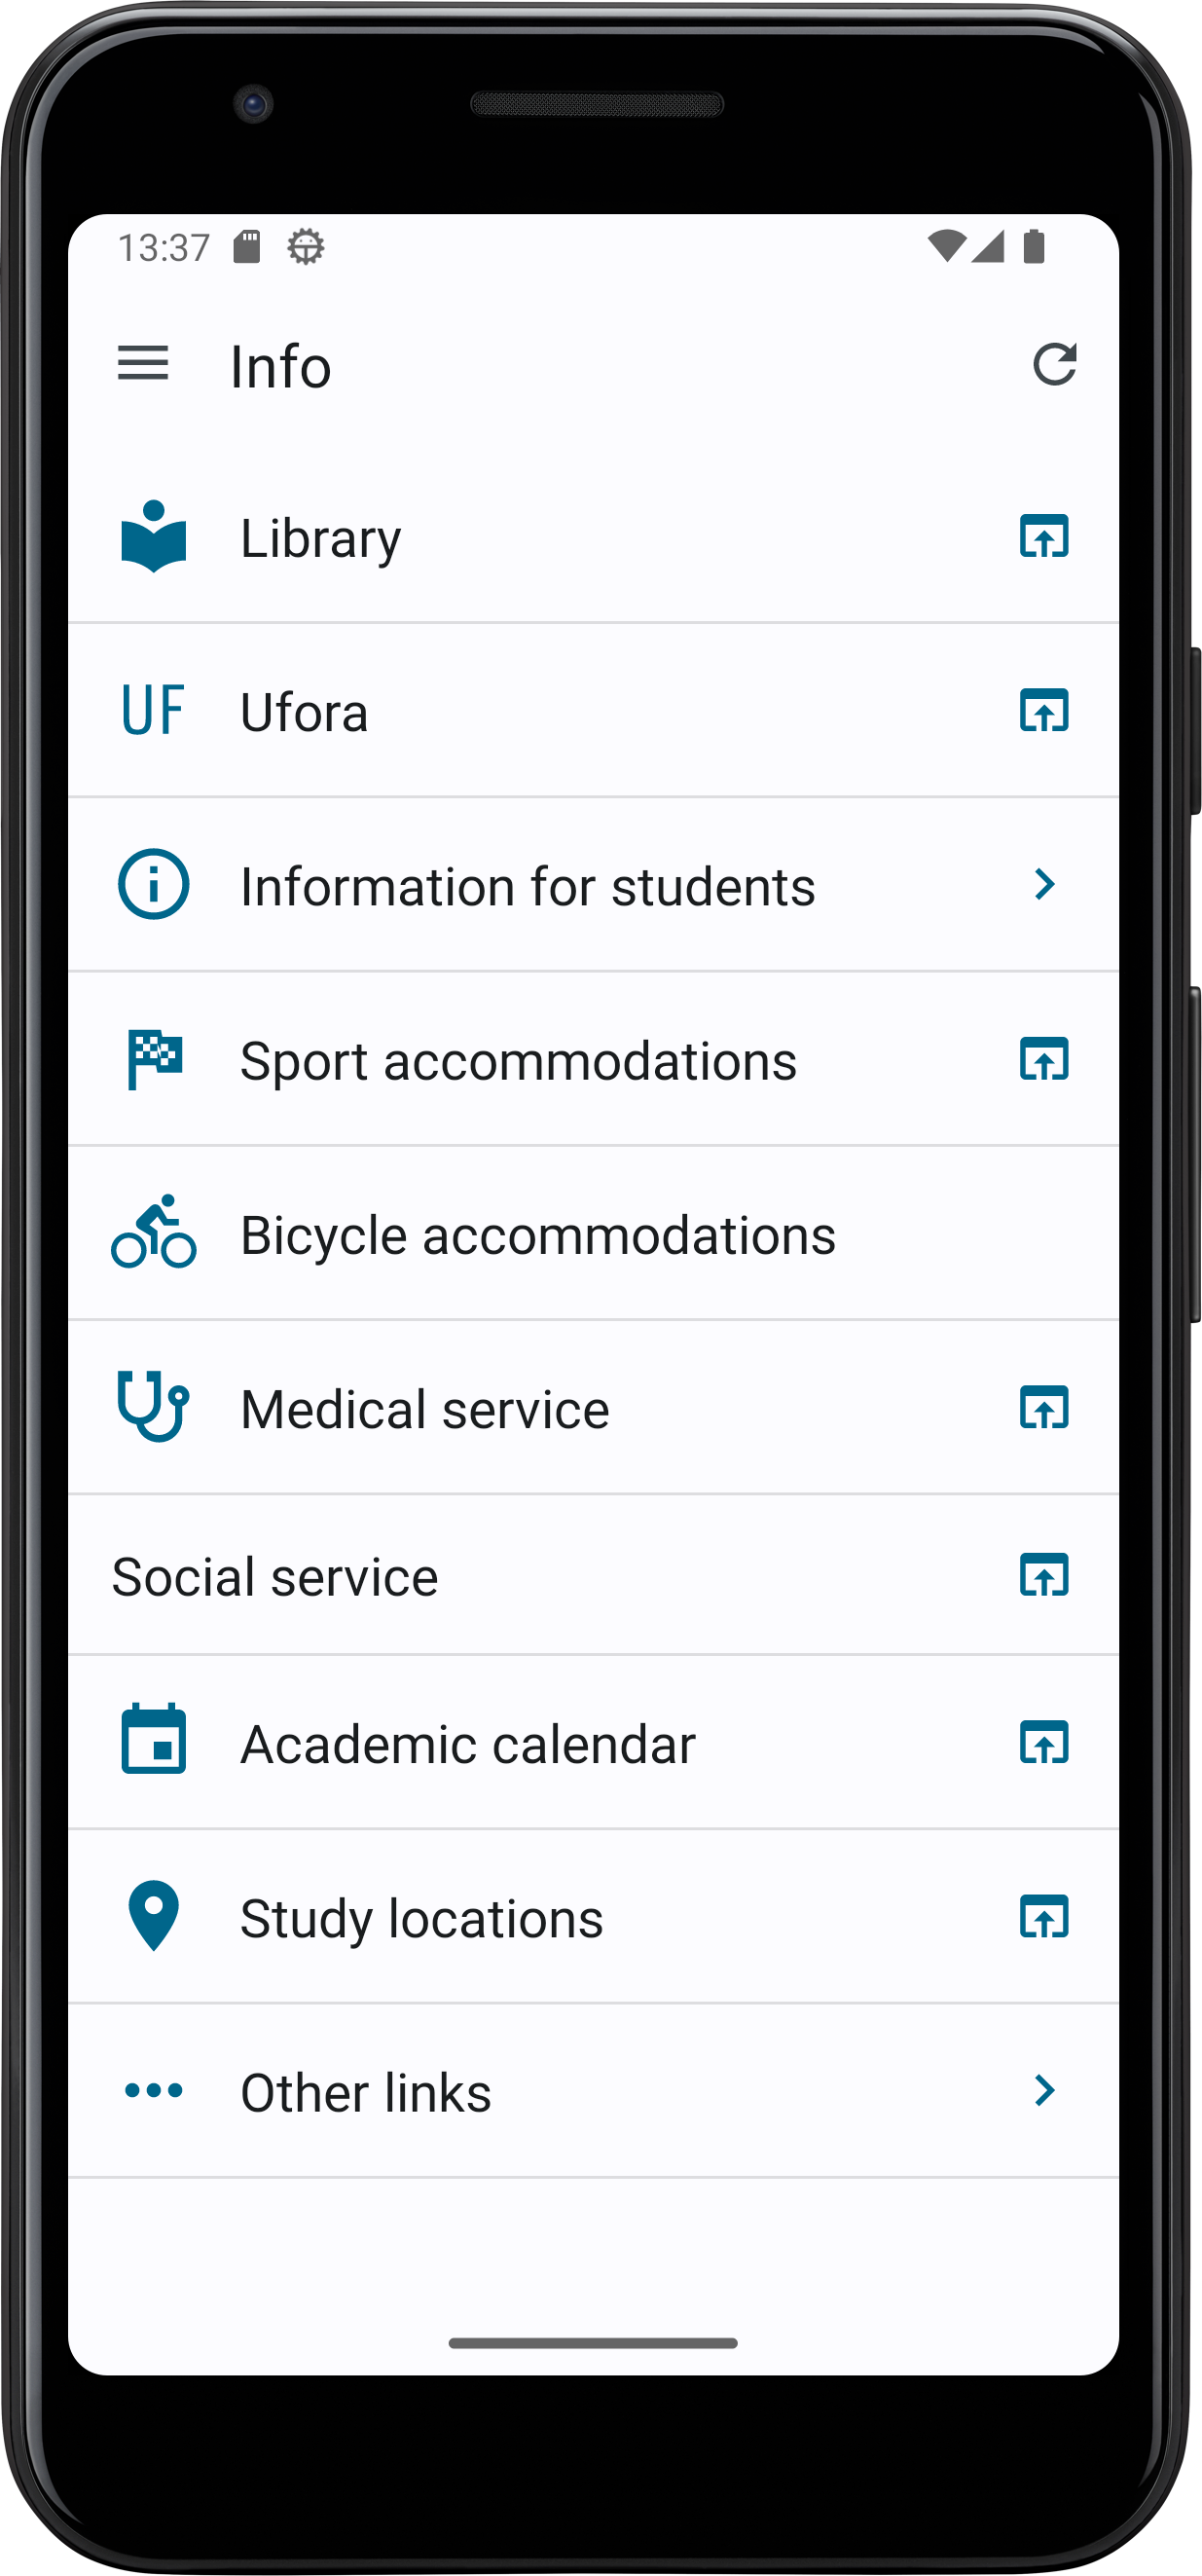 13:37
Info
Library
UF Ufora
Information for students
Sport accommodations
Bicycle accommodations
Medical service
Social service
Academic calendar
Study locations
Other links